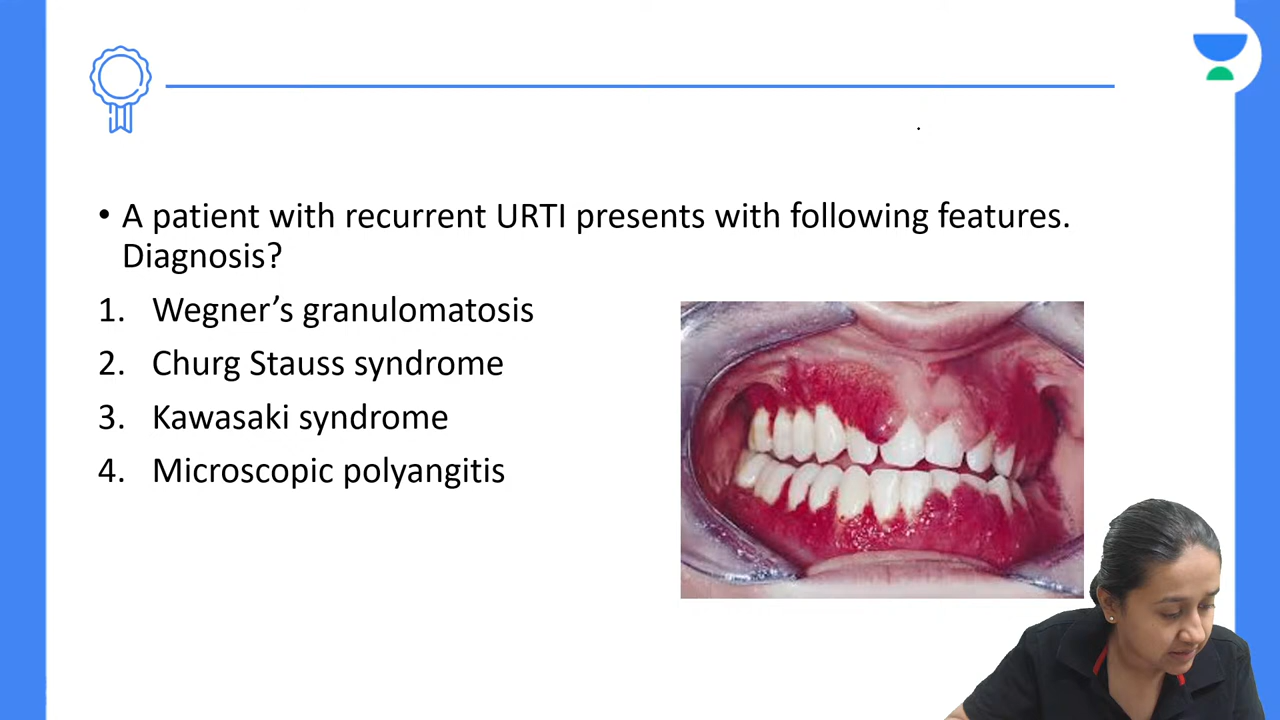 • A patient with recurrent URTI presents with following features.
Diagnosis?
1. Wegner’s granulomatosis
2. Churg Stauss syndrome
3. Kawasaki syndrome
4. Microscopic polyangitis